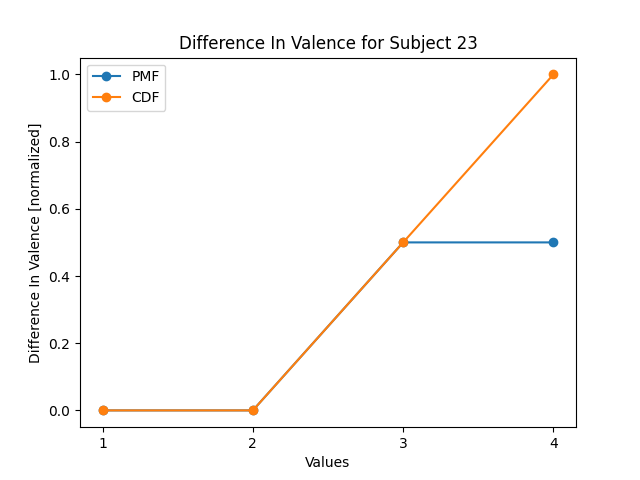 Difference In Valence for Subject 23
PMF
CDF
Difference In Valence [normalized]
1.0
0.8
0.6
0.4
0.2
0.0
1 2 3 4
Values